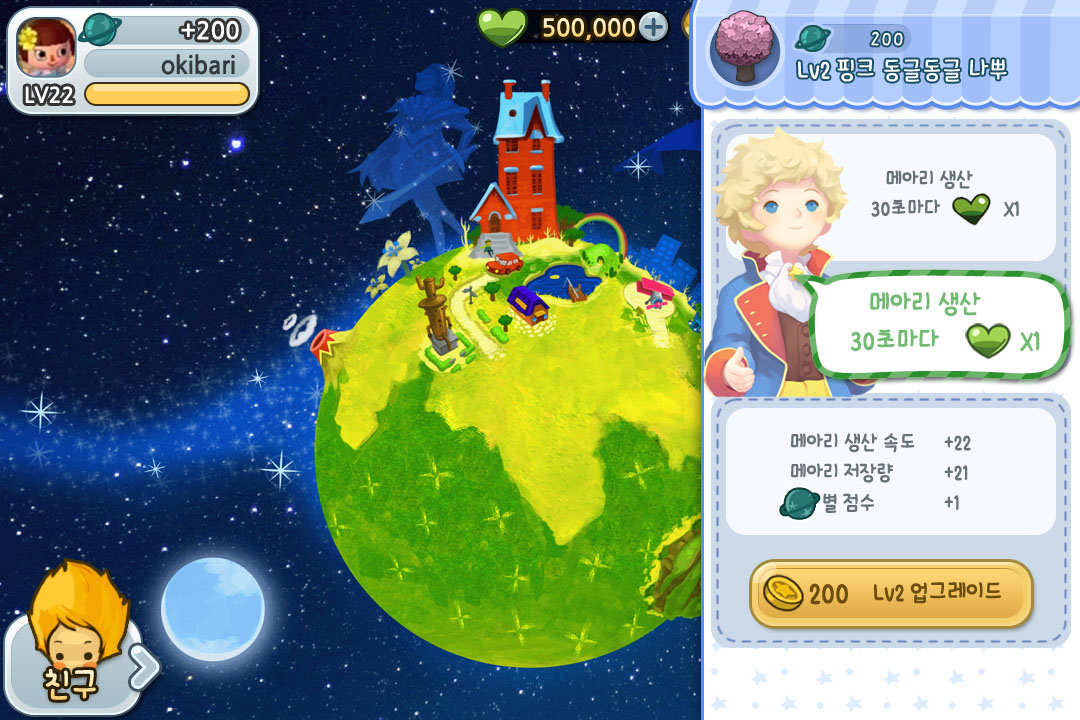 +200
okibari
LV22
500,000
200
Lv2 핑크 동글동글 나뿌
메아리 생산
30초마다 X1
메아리 생산
30초마다 X1
메아리 생산 속도 +22
메아리 저장량 +21
별 점수 +1
200 Lv2 업그레이드
친구